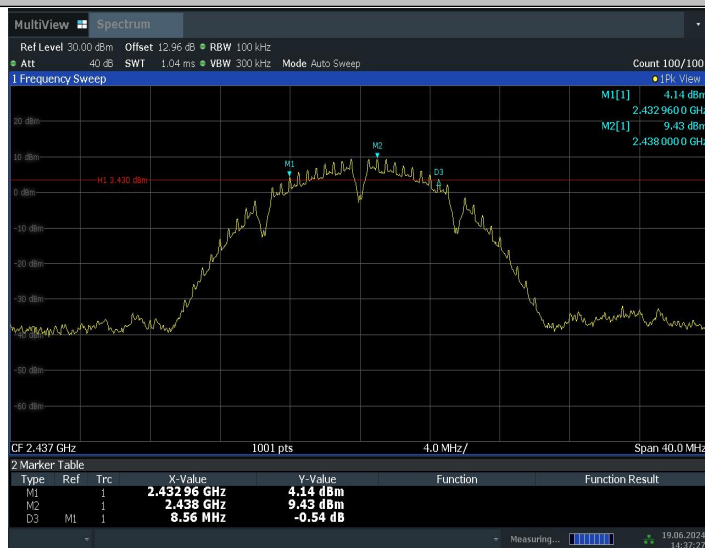 MultiView Spectrum
Ref Level 30.00 dBm Offset 12.96 dB RBW 100 kHz
Att 40 dB SWT 1.04 ms VBW 300 kHz Mode Auto Sweep Count 100/100
1 Frequency Sweep 1Pk View
M1[1] 4.14 dBm
2.432 960 0 GHz
M2[1] 9.43 dBm
2.438 000 0 GHz
20 dBm
10 dBm
M2
M1
D3
H1 3.430 dBm
0 dBm
-10 dBm
-20 dBm
-30 dBm
-40 dBm
-50 dBm
-60 dBm
CF 2.437 GHz 1001 pts 4.0 MHz/ Span 40.0 MHz
2 Marker Table
Type Ref Trc X-Value Y-Value Function Function Result
M1 1 2.432 96 GHz 4.14 dBm
M2 1 2.438 GHz 9.43 dBm
D3 M1 1 8.56 MHz -0.54 dB
Measuring... 19.06.2024
14:37:27